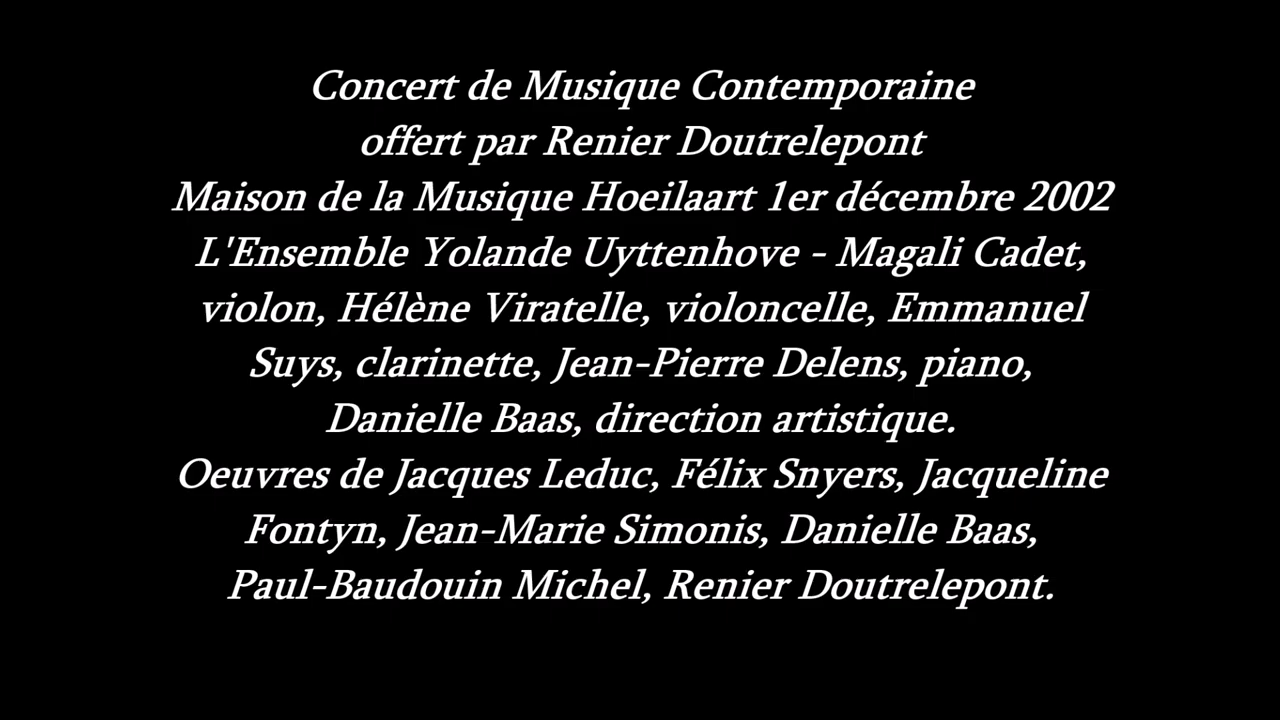 Concert de Musique Contemporaine
offert par Renier Doutrelepont
Maison de la Musique Hoeilaart 1er décembre 2002
L'Ensemble Yolande Uyttenhove - Magali Cadet,
violon, Hélène Viratelle, violoncelle, Emmanuel
Suys, clarinette, Jean-Pierre Delens, piano,
Danielle Baas, direction artistique.
Oeuvres de Jacques Leduc, Félix Snyers, Jacqueline
Fontyn, Jean-Marie Simonis, Danielle Baas,
Paul-Baudouin Michel, Renier Doutrelepont.